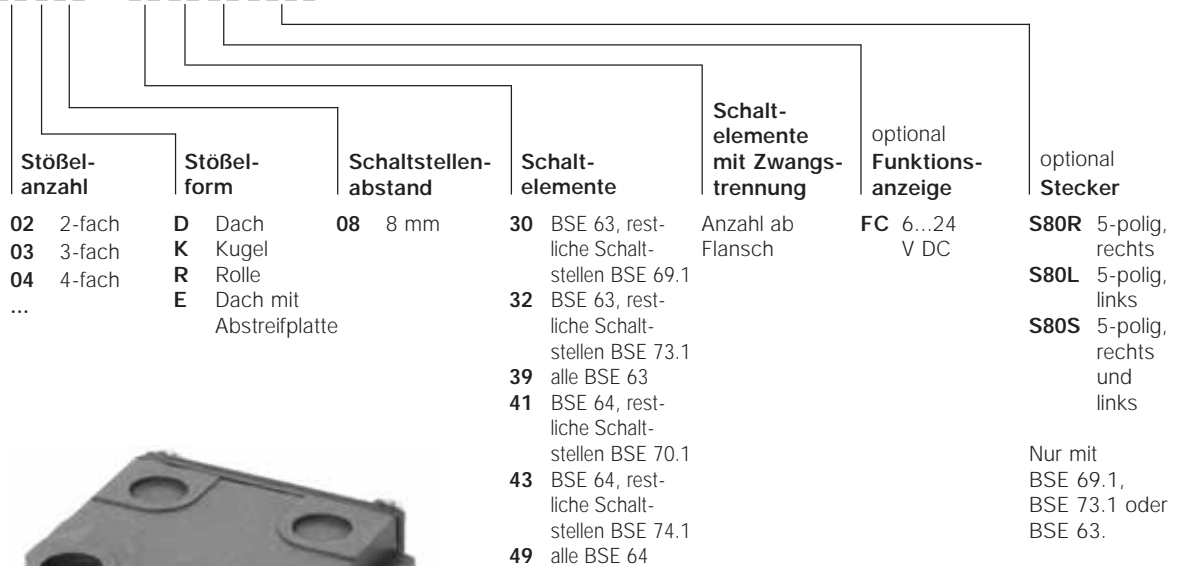 Stößel-
anzahl
02 2-fach
03 3-fach
04 4-fach
...
Stößel-
form
D Dach
K Kugel
R Rolle
E Dach mit
Abstreifplatte
Schaltstellen-
abstand
08 8 mm
Schalt-
elemente
30 BSE 63, rest-
liche Schalt-
stellen BSE 69.1
32 BSE 63, rest-
liche Schalt-
stellen BSE 73.1
39 alle BSE 63
41 BSE 64, rest-
liche Schalt-
stellen BSE 70.1
43 BSE 64, rest-
liche Schalt-
stellen BSE 74.1
49 alle BSE 64
Schalt-
elemente
mit Zwangs-
trennung
Anzahl ab
Flansch
optional
Funktions-
anzeige
FC 6...24
V DC
optional
Stecker
S80R 5-polig,
rechts
S80L 5-polig,
links
S80S 5-polig,
rechts
und
links
Nur mit
BSE 69.1,
BSE 73.1 oder
BSE 63.